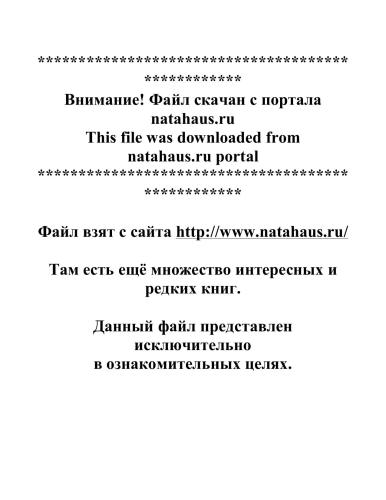 **************************************
************
Внимание! Файл скачан с портала
natahaus.ru
This file was downloaded from
natahaus.ru portal
**************************************
************
Файл взят с сайта http://www.natahaus.ru/
Там есть ещё множество интересных и
редких книг.
Данный файл представлен
исключительно
в ознакомительных целях.